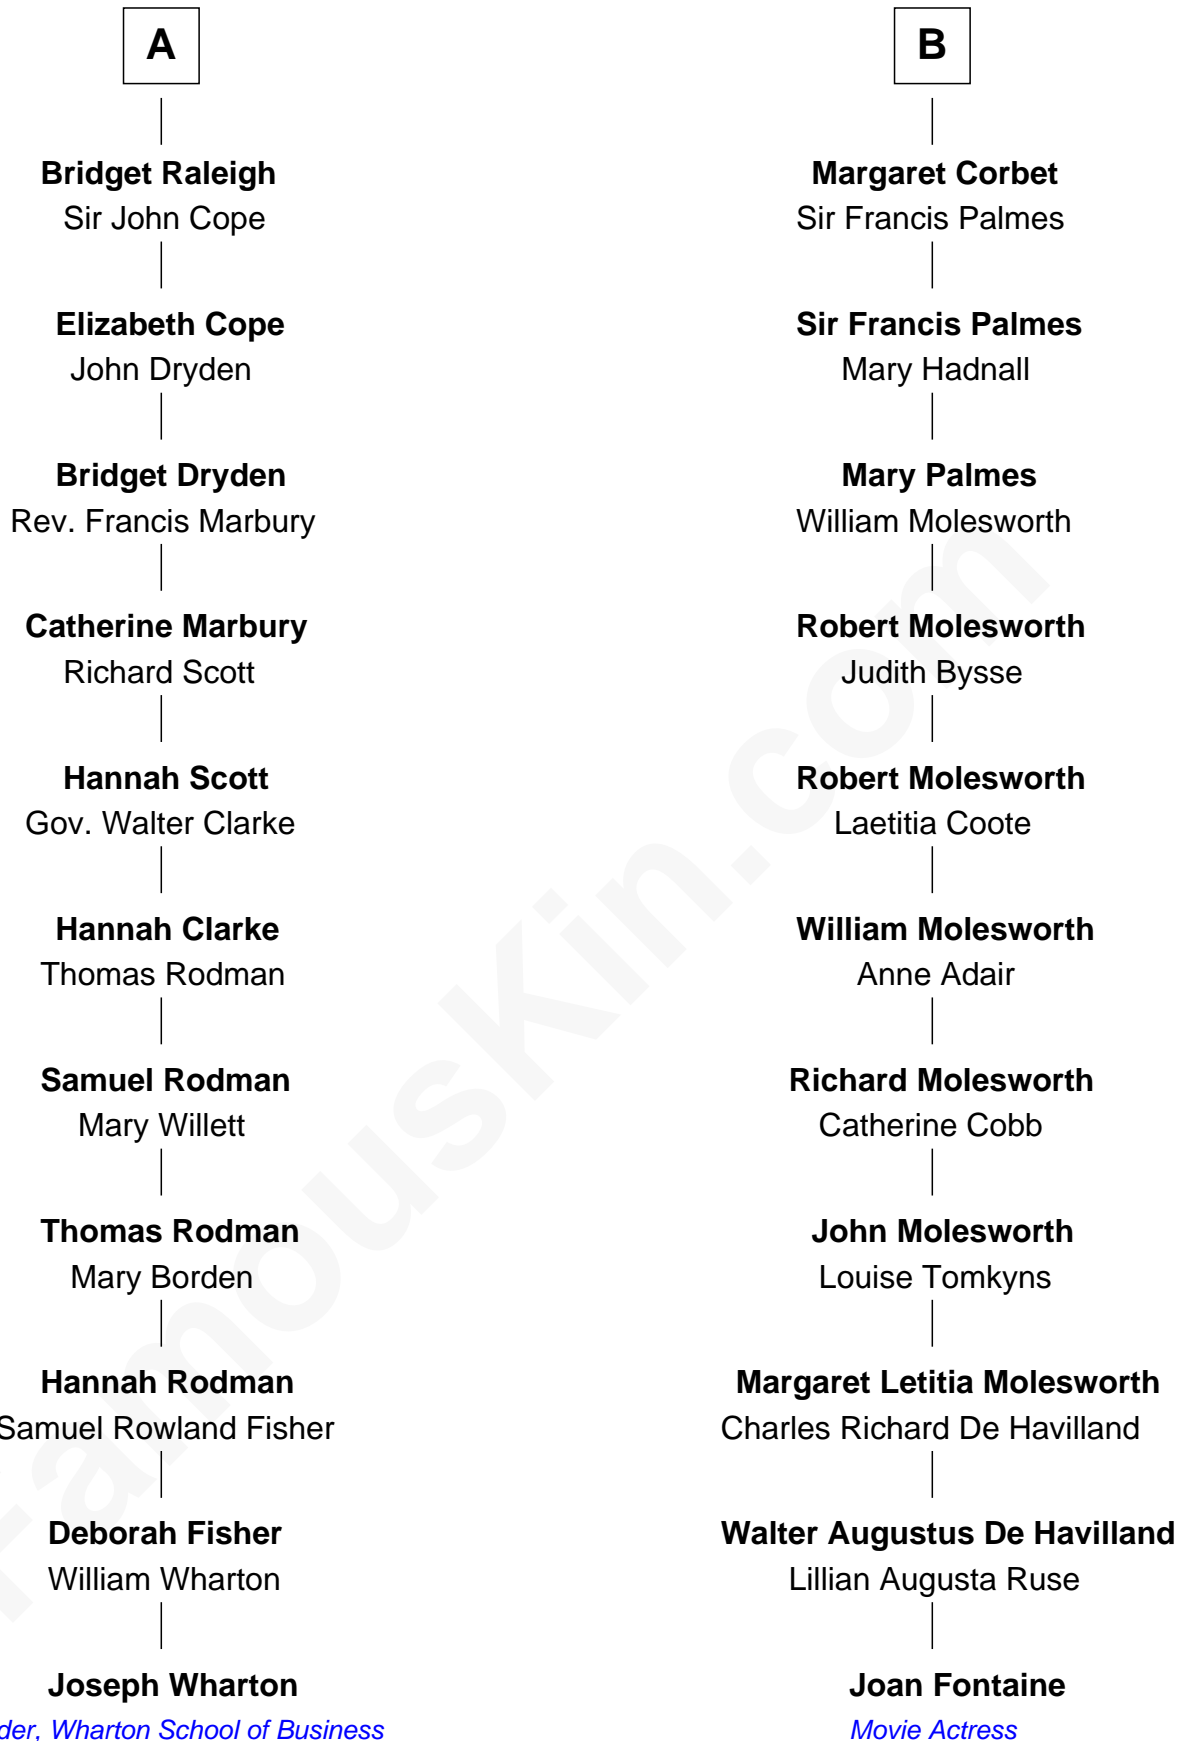 A
Bridget Raleigh
Sir John Cope
Elizabeth Cope
John Dryden
Bridget Dryden
Rev. Francis Marbury
Catherine Marbury
Richard Scott
Hannah Scott
Gov. Walter Clarke
Hannah Clarke
Thomas Rodman
Samuel Rodman
Mary Willett
Thomas Rodman
Mary Borden
Hannah Rodman
Samuel Rowland Fisher
Deborah Fisher
William Wharton
Joseph Wharton
Wharton School of Business
B
Margaret Corbet
Sir Francis Palmes
Sir Francis Palmes
Mary Hadnall
Mary Palmes
William Molesworth
Robert Molesworth
Judith Bysse
Robert Molesworth
Laetitia Coote
William Molesworth
Anne Adair
Richard Molesworth
Catherine Cobb
John Molesworth
Louise Tomkyns
Margaret Letitia Molesworth
Charles Richard De Havilland
Walter Augustus De Havilland
Lillian Augusta Ruse
Joan Fontaine
Movie Actress
FamousKin.com